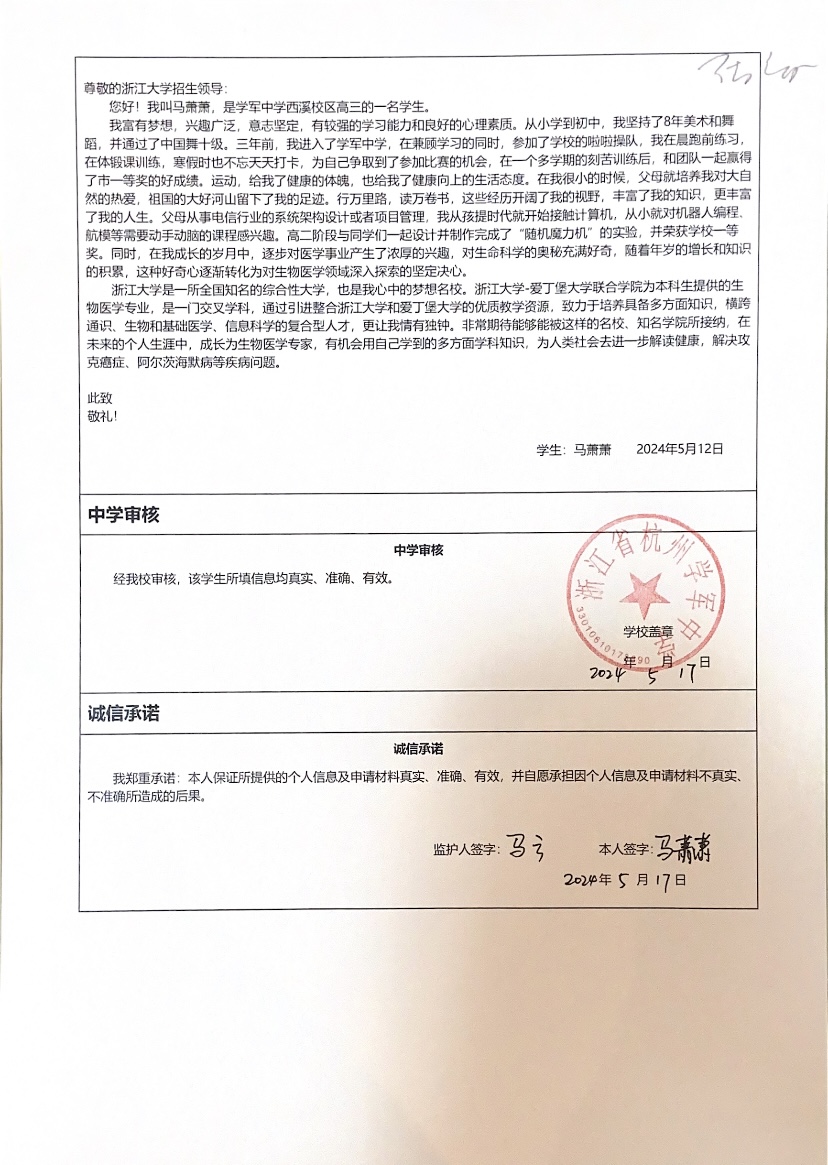 尊敬的浙江大学招生领导：
您好！我叫马萧萧，是学军中学西溪校区高三的一名学生。
我富有梦想，兴趣广泛，意志坚定，有较强的学习能力和良好的心理素质。从小学到初中，我坚持了8年美术和舞
蹈，并通过了中国舞十级。三年前，我进入了学军中学，在兼顾学习的同时，参加了学校的啦啦操队，我在晨跑前练习，
在体锻课训练，寒假时也不忘天天打卡，为自己争取到了参加比赛的机会，在一个多学期的刻苦训练后，和团队一起赢得
了市一等奖的好成绩。运动，给我了健康的体魄，也给我了健康向上的生活态度。在我很小的时候，父母就培养我对大自
然的热爱，祖国的大好河山留下了我的足迹。行万里路，读万卷书，这些经历开阔了我的视野，丰富了我的知识，更丰富
了我的人生。父母从事电信行业的系统架构设计或者项目管理，我从孩提时代就开始接触计算机，从小就对机器人编程、
航模等需要动手动脑的课程感兴趣。高二阶段与同学们一起设计并制作完成了“随机魔力机”的实验，并荣获学校一等
奖。同时，在我成长的岁月中，逐步对医学事业产生了浓厚的兴趣，对生命科学的奥秘充满好奇，随着年岁的增长和知识
的积累，这种好奇心逐渐转化为对生物医学领域深入探索的坚定决心。
浙江大学是一所全国知名的综合性大学，也是我心中的梦想名校。浙江大学-爱丁堡大学联合学院为本科生提供的生
物医学专业，是一门交叉学科，通过引进整合浙江大学和爱丁堡大学的优质教学资源，致力于培养具备多方面知识，横跨
通识、生物和基础医学、信息科学的复合型人才，更让我情有独钟。非常期待能够能被这样的名校、知名学院所接纳，在
未来的个人生涯中，成长为生物医学专家，有机会用自己学到的多方面学科知识，为人类社会去进一步解读健康，解决攻
克癌症、阿尔茨海默病等疾病问题。
此致
敬礼！
学生：马萧萧 2024年5月12日
中学审核
中学审核
经我校审核，该学生所填信息均真实、准确、有效。
浙江省杭州学军中学
学校盖章
2024年5月17日
诚信承诺
诚信承诺
我郑重承诺：本人保证所提供的个人信息及申请材料真实、准确、有效，并自愿承担因个人信息及申请材料不真实、
不准确所造成的后果。
监护人签字：马云 本人签字：马萧萧
2024年5月17日